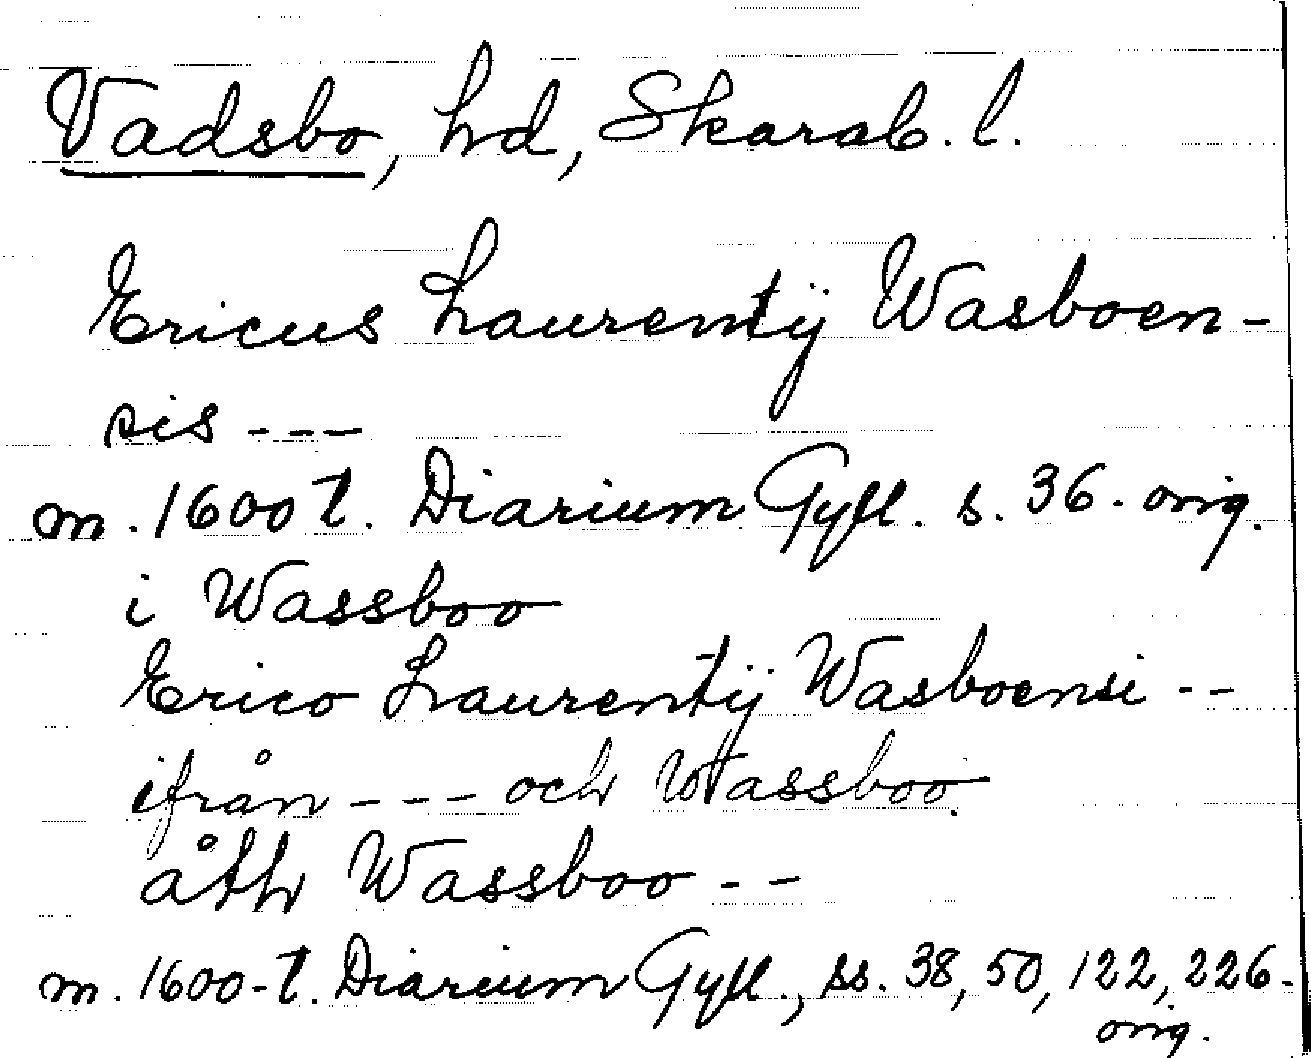 Vadsbo, hd, Skarab. l.
Ericus Laurentij Wasboen-
sis ---
m. 1600 t. Diarium Gyll. s. 36. orig.
i Wassboo
Erico Laurentij Wasboensi --
ifrån --- och Wassboo.
åth Wassboo --
m. 1600-t. Diarium Gyll., ss. 38, 50, 122, 226.
orig.